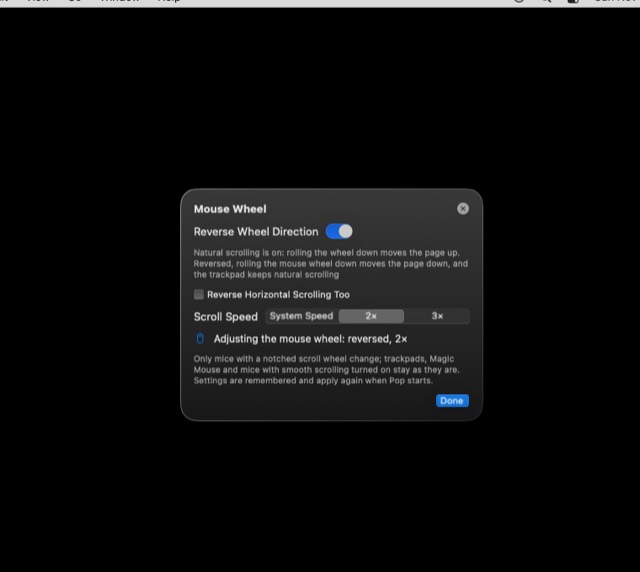 Mouse Wheel
Reverse Wheel Direction
Natural scrolling is on: rolling the wheel down moves the page up.
Reversed, rolling the mouse wheel down moves the page down, and
the trackpad keeps natural scrolling
Reverse Horizontal Scrolling Too
Scroll Speed System Speed 2× 3×
Adjusting the mouse wheel: reversed, 2×
Only mice with a notched scroll wheel change; trackpads, Magic
Mouse and mice with smooth scrolling turned on stay as they are.
Settings are remembered and apply again when Pop starts.
Done